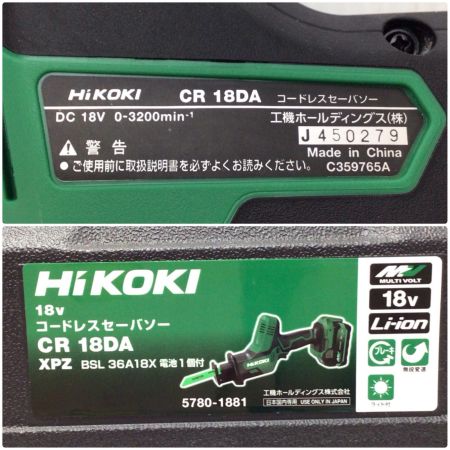 HiKOKI CR 18DA コードレスセーバソー
DC 18V 0-3200min-1 工機ホールディングス(株)
J450279
⚠ 警告 Made in China
● ご使用前に取扱説明書を必ずよくお読みください。 C359765A
HiKOKI
18v
コードレスセーバソー
CR 18DA
XPZ BSL 36A18X 電池1個付
HiKOKI
5780-1881
工機ホールディングス株式会社
日本国内専用 USE ONLY IN JAPAN
MV
MULTI VOLT
18v
Li-ion
ブレーキ
無段変速
ライト付